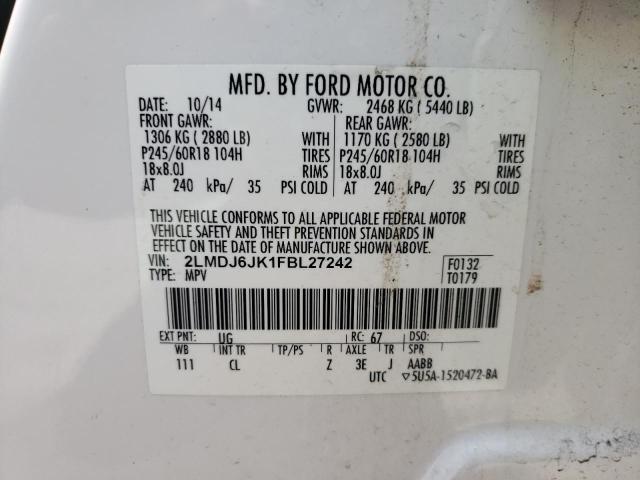 MFD. BY FORD MOTOR CO.
DATE: 10/14 GVWR: 2468 KG ( 5440 LB)
FRONT GAWR: REAR GAWR:
1306 KG ( 2880 LB) WITH 1170 KG ( 2580 LB) WITH
P245/60R18 104H TIRES P245/60R18 104H TIRES
18x8.0J RIMS 18x8.0J RIMS
AT 240 kPa/ 35 PSI COLD AT 240 kPa/ 35 PSI COLD
THIS VEHICLE CONFORMS TO ALL APPLICABLE FEDERAL MOTOR
VEHICLE SAFETY AND THEFT PREVENTION STANDARDS IN
EFFECT ON THE DATE OF MANUFACTURE SHOWN ABOVE.
VIN: 2LMDJ6JK1FBL27242 F0132
TYPE: MPV T0179
EXT PNT: UG RC: 67 DSO:
WB INT TR TP/PS R AXLE TR SPR
111 CL Z 3E J AABB
UTC ▽5U5A-1520472-BA